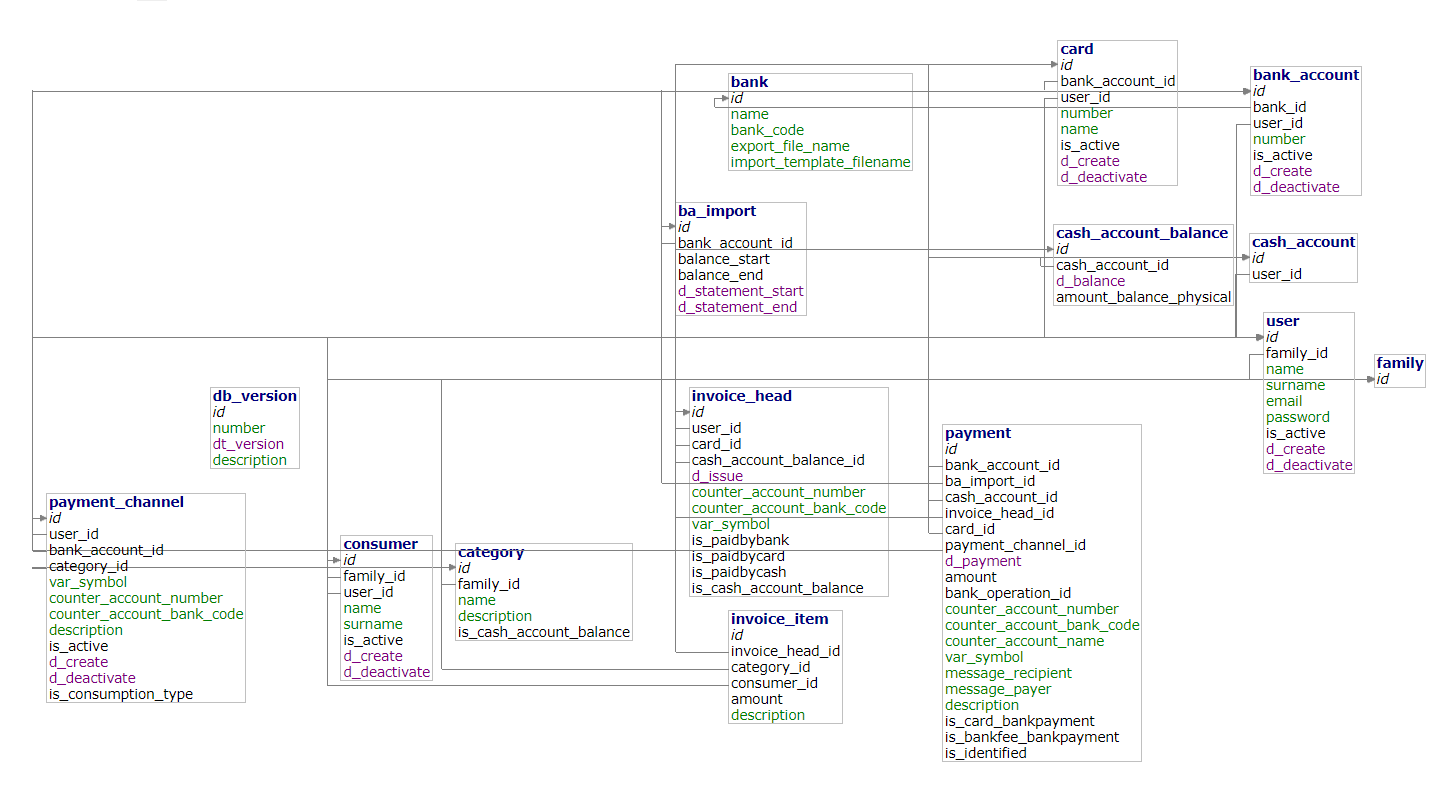 card
id
bank_account_id
user_id
number
name
is_active
d_create
d_deactivate
bank
id
name
bank_code
export_file_name
import_template_filename
bank_account
id
bank_id
user_id
number
is_active
d_create
d_deactivate
ba_import
id
bank_account_id
balance_start
balance_end
d_statement_start
d_statement_end
cash_account_balance
id
cash_account_id
d_balance
amount_balance_physical
cash_account
id
user_id
user
id
family_id
name
surname
email
password
is_active
d_create
d_deactivate
family
id
db_version
id
number
dt_version
description
invoice_head
id
user_id
card_id
cash_account_balance_id
d_issue
counter_account_number
counter_account_bank_code
var_symbol
is_paidbybank
is_paidbycard
is_paidbycash
is_cash_account_balance
payment
id
bank_account_id
ba_import_id
cash_account_id
invoice_head_id
card_id
payment_channel_id
d_payment
amount
bank_operation_id
counter_account_number
counter_account_bank_code
counter_account_name
var_symbol
message_recipient
message_payer
description
is_card_bankpayment
is_bankfee_bankpayment
is_identified
payment_channel
id
user_id
bank_account_id
category_id
var_symbol
counter_account_number
counter_account_bank_code
description
is_active
d_create
d_deactivate
is_consumption_type
consumer
id
family_id
user_id
name
surname
is_active
d_create
d_deactivate
category
id
family_id
name
description
is_cash_account_balance
invoice_item
id
invoice_head_id
category_id
consumer_id
amount
description